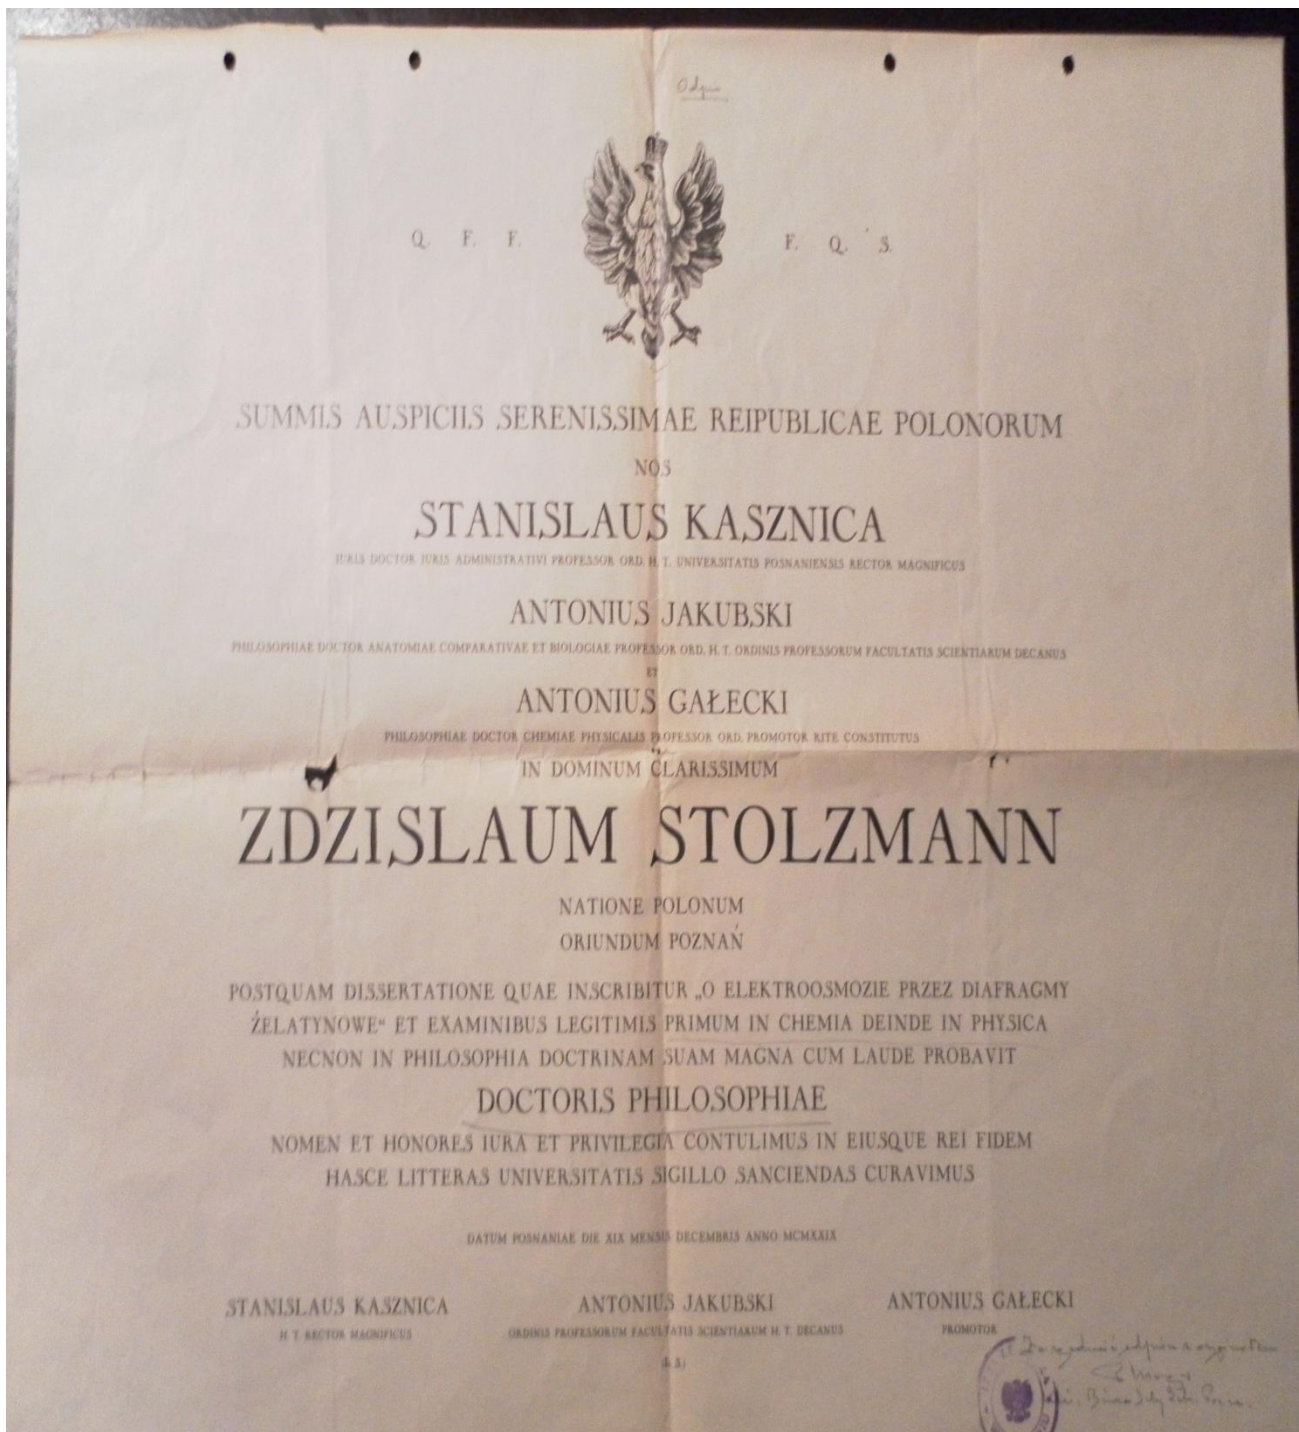 Odpis
Q. F. F. F. Q. S.
SUMMIS AUSPICIIS SERENISSIMAE REIPUBLICAE POLONORUM
NOS
STANISLAUS KASZNICA
IURIS DOCTOR IURIS ADMINISTRATIVI PROFESSOR ORD. H. T. UNIVERSITATIS POSNANIENSIS RECTOR MAGNIFICUS
ANTONIUS JAKUBSKI
PHILOSOPHIAE DOCTOR ANATOMIAE COMPARATIVAE ET BIOLOGIAE PROFESSOR ORD. H. T. ORDINIS PROFESSORUM FACULTATIS SCIENTIARUM DECANUS
ET
ANTONIUS GAŁECKI
PHILOSOPHIAE DOCTOR CHEMIAE PHYSICALIS PROFESSOR ORD. PROMOTOR RITE CONSTITUTUS
IN DOMINUM CLARISSIMUM
ZDZISLAUM STOLZMANN
NATIONE POLONUM
ORIUNDUM POZNAŃ
POSTQUAM DISSERTATIONE QUAE INSCRIBITUR „O ELEKTROOSMOZIE PRZEZ DIAFRAGMY
ŻELATYNOWE“ ET EXAMINIBUS LEGITIMIS PRIMUM IN CHEMIA DEINDE IN PHYSICA
NECNON IN PHILOSOPHIA DOCTRINAM SUAM MAGNA CUM LAUDE PROBAVIT
DOCTORIS PHILOSOPHIAE
NOMEN ET HONORES IURA ET PRIVILEGIA CONTULIMUS IN EIUSQUE REI FIDEM
HASCE LITTERAS UNIVERSITATIS SIGILLO SANCIENDAS CURAVIMUS
DATUM POSNANIAE DIE XIX MENSIS DECEMBRIS ANNO MCMXXIX
STANISLAUS KASZNICA ANTONIUS JAKUBSKI ANTONIUS GAŁECKI
H. T. RECTOR MAGNIFICUS ORDINIS PROFESSORUM FACULTATIS SCIENTIARUM H. T. DECANUS PROMOTOR
(L. S.)